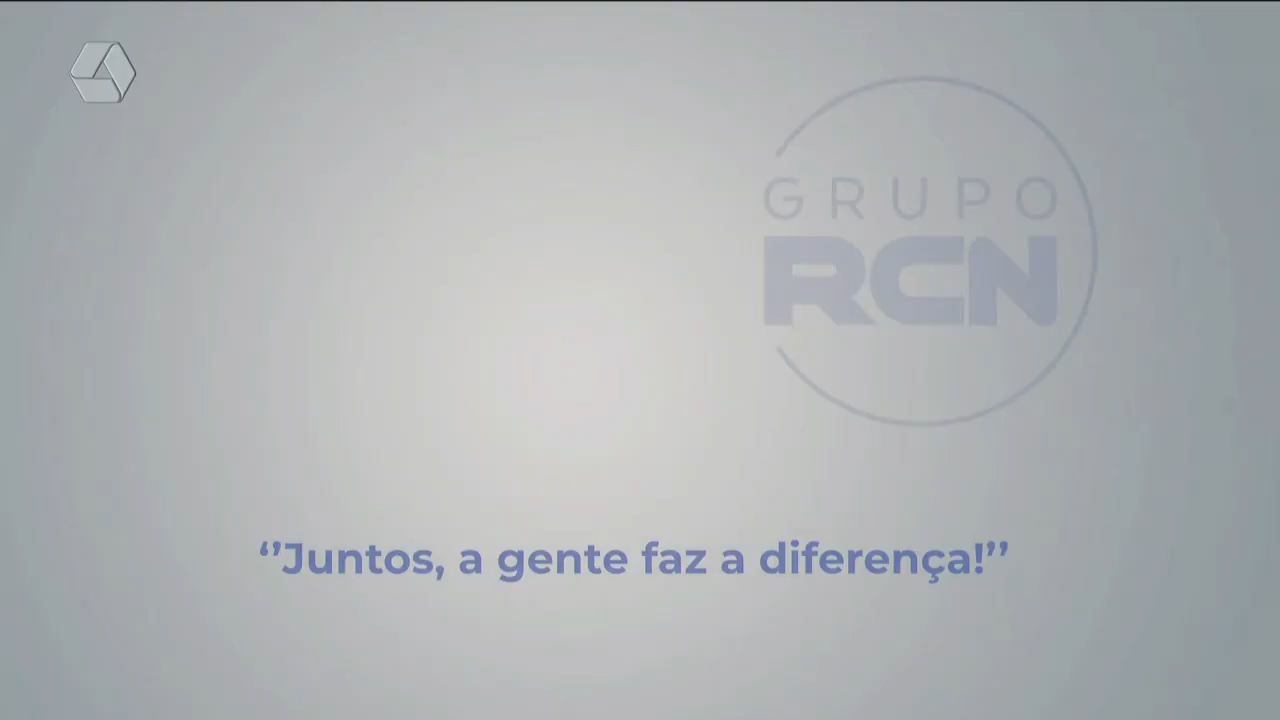 GRUPO
RCN
‘’Juntos, a gente faz a diferença!’’